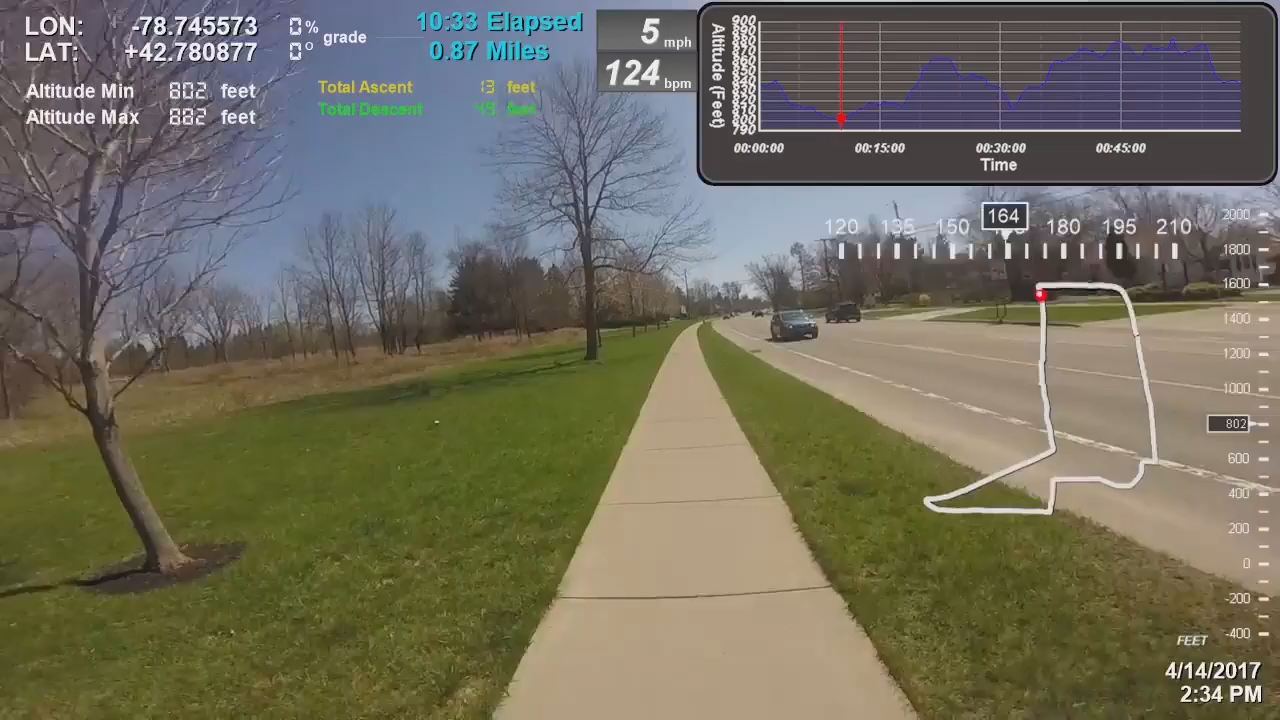 LON: -78.745573
LAT: +42.780877
0% grade
0°
10:33 Elapsed
0.87 Miles
5 mph
124 bpm
Altitude Min 802 feet
Altitude Max 882 feet
Total Ascent 13 feet
Total Descent 49 feet
Altitude (Feet)
900
890
880
870
860
850
840
830
820
810
800
790
00:00:00 00:15:00 00:30:00 00:45:00
Time
164
120 135 150 180 195 210
2000
1800
1600
1400
1200
1000
802
600
400
200
0
-200
-400
FEET
4/14/2017
2:34 PM